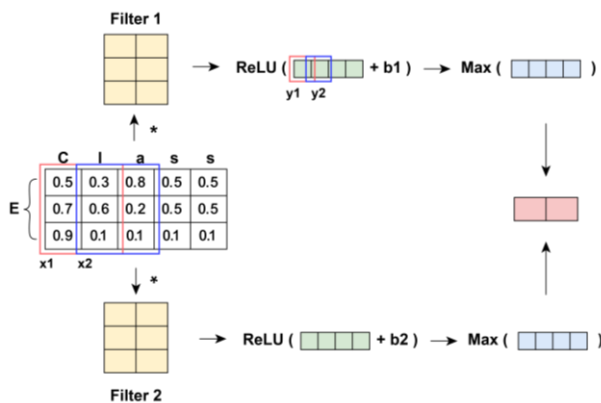 Filter 1
ReLU ( + b1)
Max ( )
y1 y2
*
C l a s s
0.5 0.3 0.8 0.5 0.5
E
0.7 0.6 0.2 0.5 0.5
0.9 0.1 0.1 0.1 0.1
x1 x2
*
ReLU ( + b2)
Max ( )
Filter 2